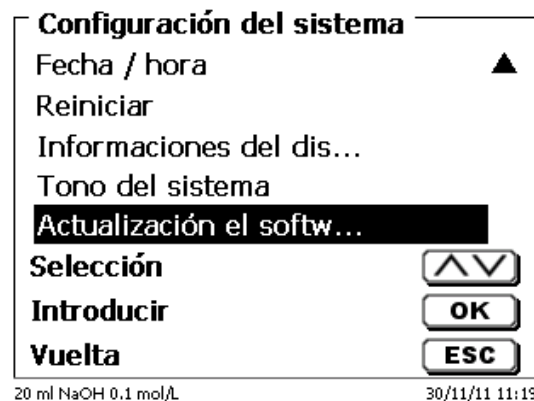 Configuración del sistema
Fecha / hora
Reiniciar
Informaciones del dis...
Tono del sistema
Actualización el softw...
Selección
Introducir OK
Vuelta ESC
20 ml NaOH 0.1 mol/L 30/11/11 11:19